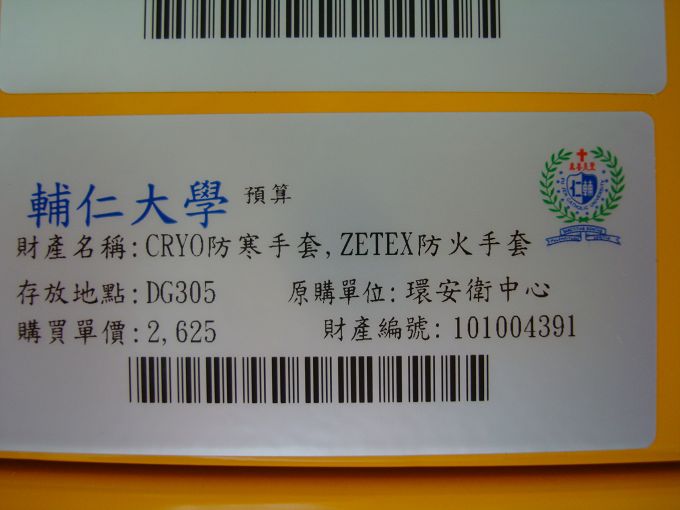 輔仁大學 預算
財產名稱:CRYO防寒手套,ZETEX防火手套
存放地點:DG305 原購單位:環安衛中心
購買單價:2,625 財產編號:101004391